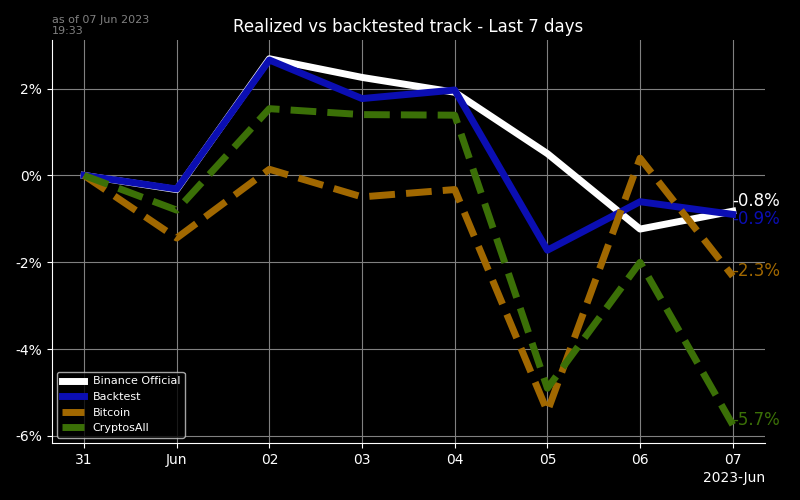 as of 07 Jun 2023
19:33
Realized vs backtested track - Last 7 days
2%
0%
-2%
-4%
-6%
-0.8%
-0.9%
-2.3%
-5.7%
Binance Official
Backtest
Bitcoin
CryptosAll
31 Jun 02 03 04 05 06 07
2023-Jun